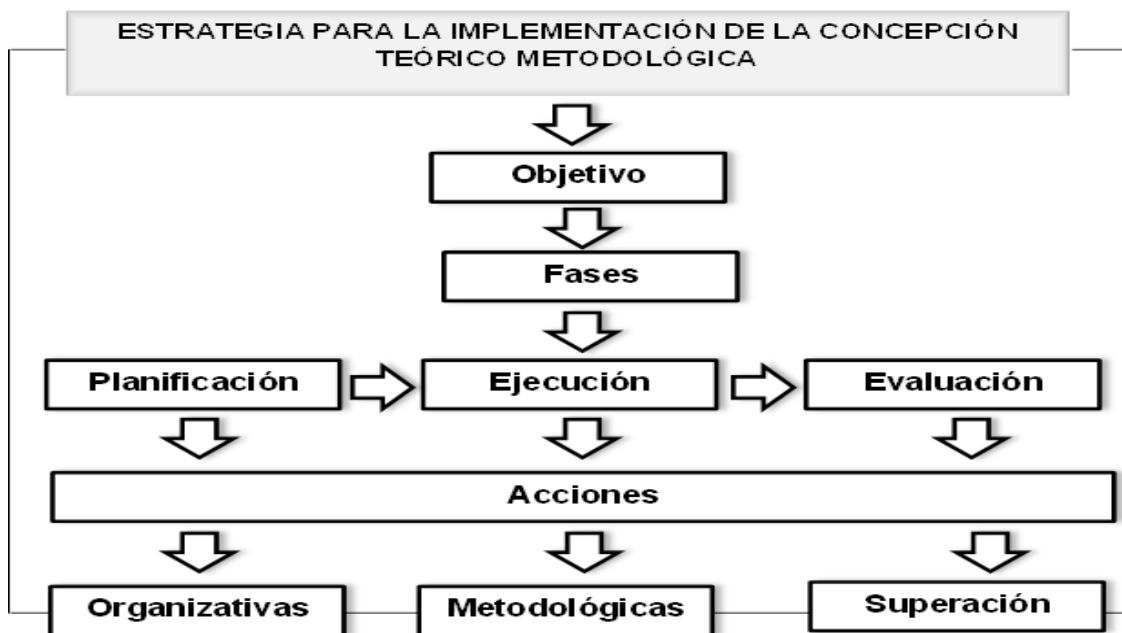 ESTRATEGIA PARA LA IMPLEMENTACIÓN DE LA CONCEPCIÓN
TEÓRICO METODOLÓGICA
Objetivo
Fases
Planificación
Ejecución
Evaluación
Acciones
Organizativas
Metodológicas
Superación